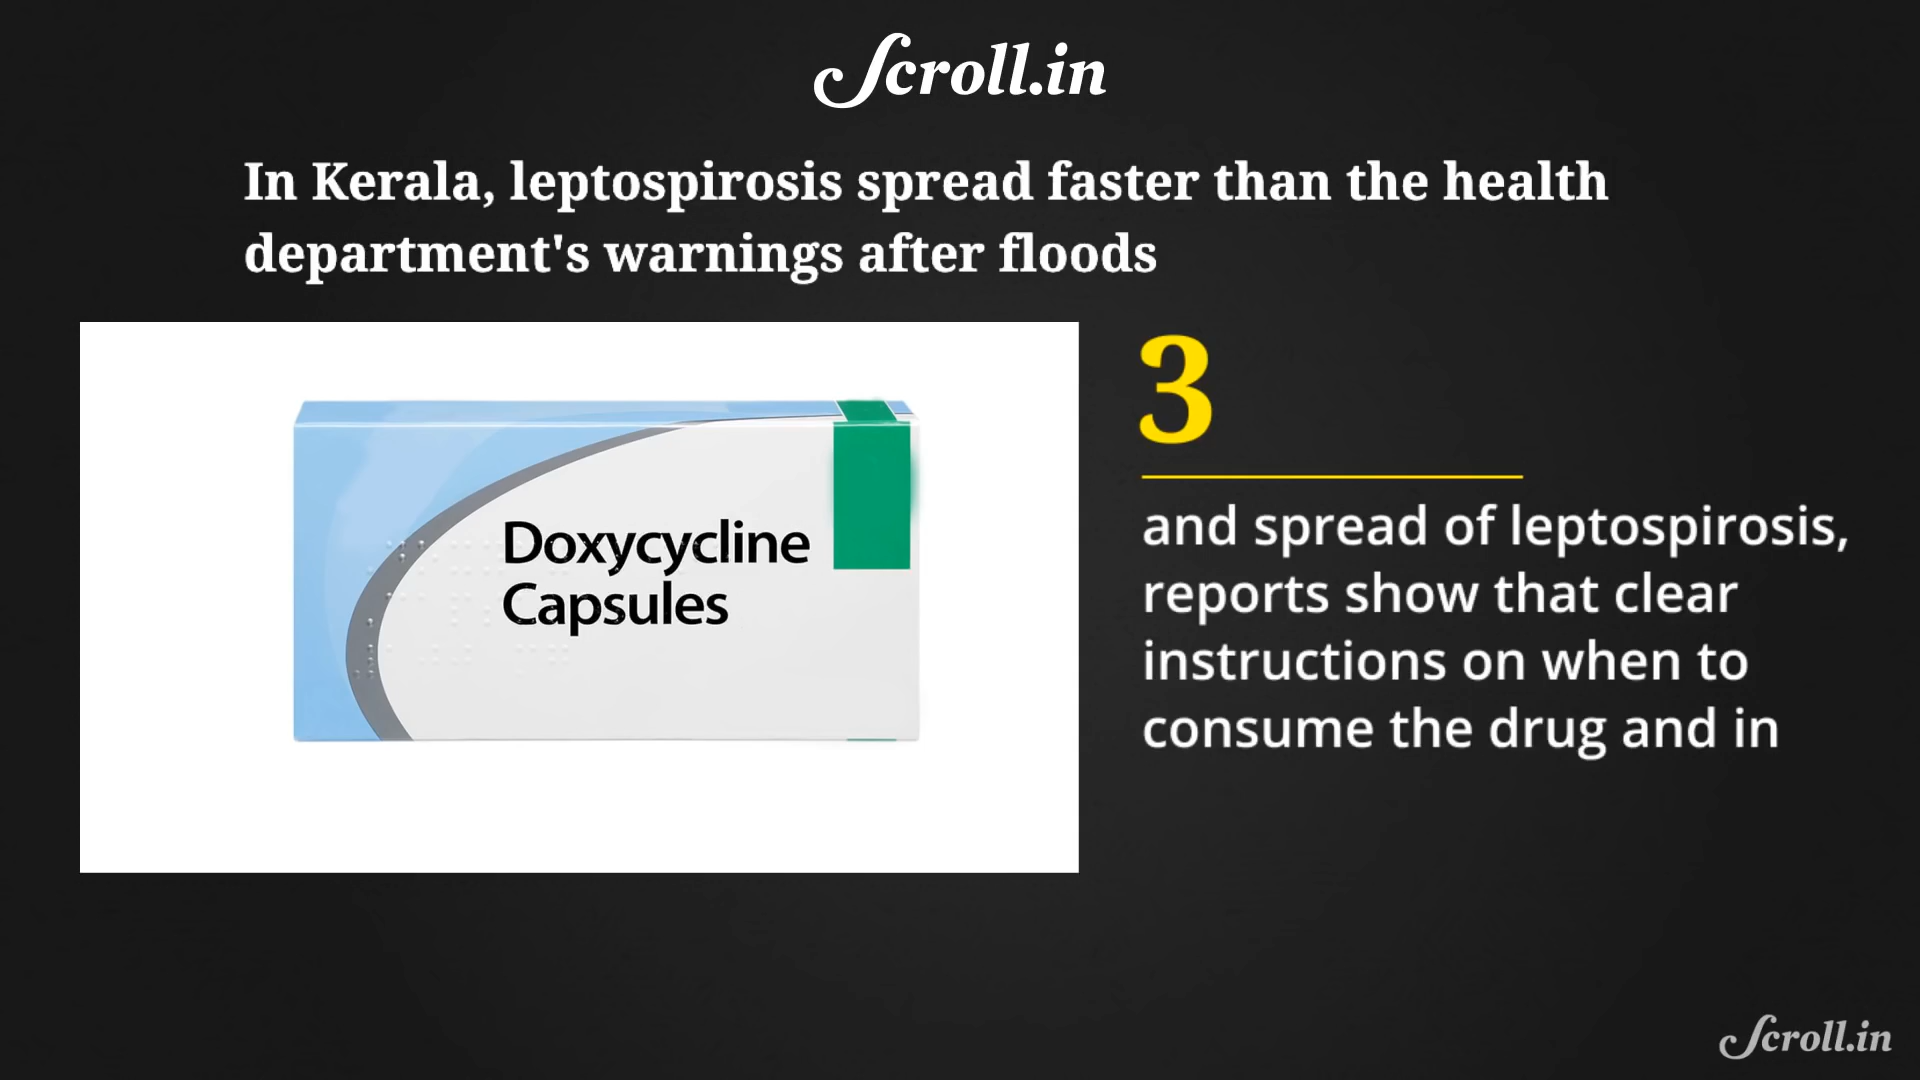 Scroll.in
In Kerala, leptospirosis spread faster than the health
department's warnings after floods
Doxycycline
Capsules
3
and spread of leptospirosis,
reports show that clear
instructions on when to
consume the drug and in
Scroll.in